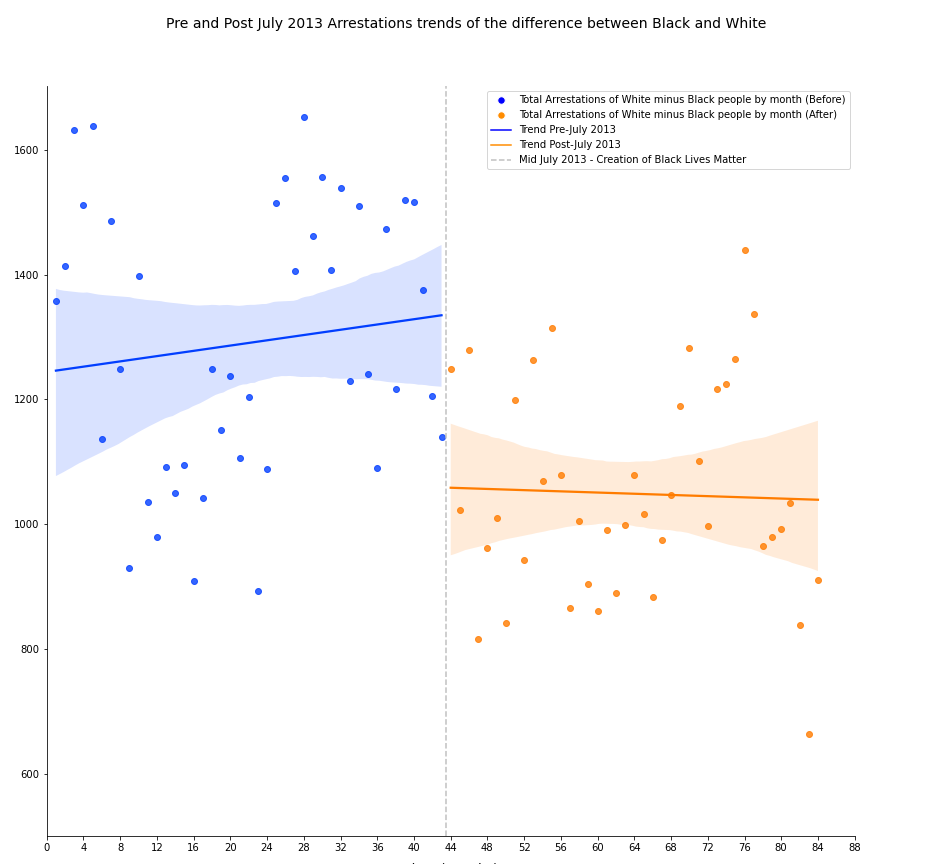 Pre and Post July 2013 Arrestations trends of the difference between Black and White
Total Arrestations of White minus Black people by month (Before)
Total Arrestations of White minus Black people by month (After)
Trend Pre-July 2013
Trend Post-July 2013
Mid July 2013 - Creation of Black Lives Matter
1600
1400
1200
1000
800
600
0 4 8 12 16 20 24 28 32 36 40 44 48 52 56 60 64 68 72 76 80 84 88